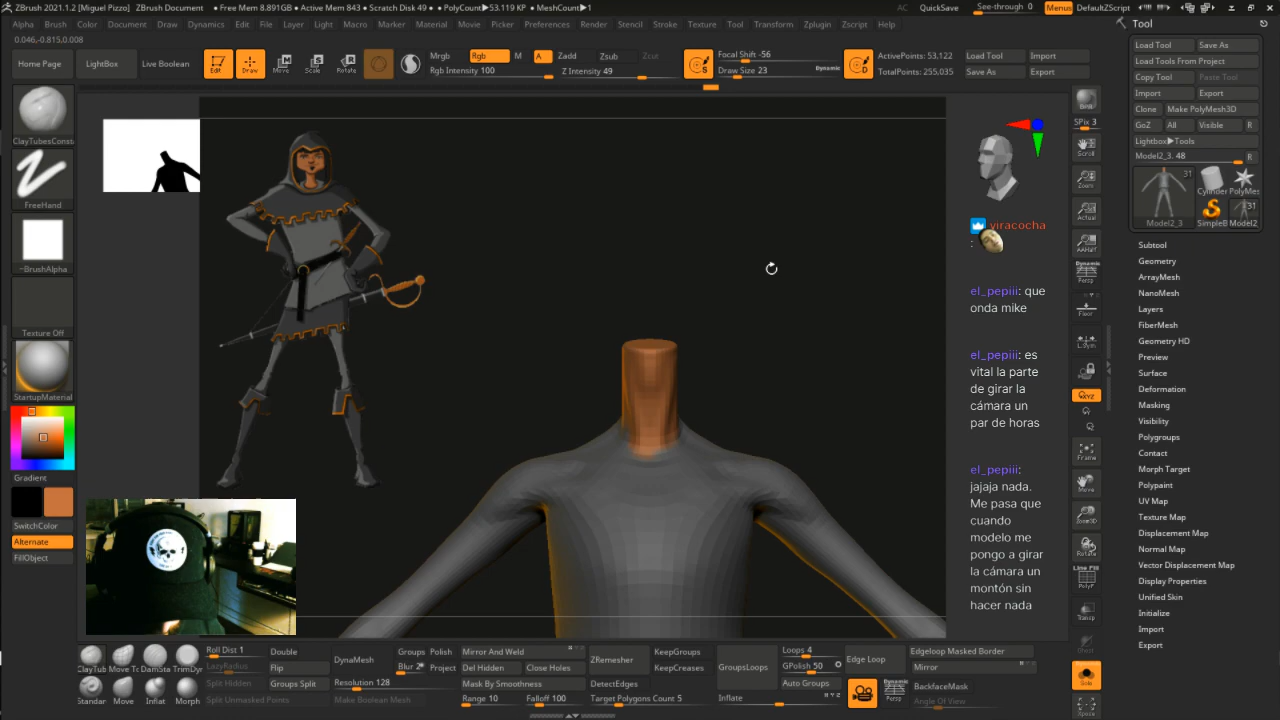 ZBrush 2021.1.2 [Miguel Pizzo] ZBrush Document • Free Mem 8.891GB • Active Mem 843 • Scratch Disk 49 • PolyCount▶53.119 KP • MeshCount▶1
AC QuickSave See-through 0 Menus DefaultZScript
Alpha Brush Color Document Draw Dynamics Edit File Layer Light Macro Marker Material Movie Picker Preferences Render Stencil Stroke Texture Tool Transform Zplugin Zscript Help
Tool
0.046,-0.815,0.008
Home Page LightBox Live Boolean
Edit Draw Move Scale Rotate
Mrgb Rgb M A Zadd Zsub Zcut
Rgb Intensity 100 Z Intensity 49
S Focal Shift -56
Draw Size 23 Dynamic
D ActivePoints: 53,122
TotalPoints: 255,035
Load Tool Import
Save As Export
Load Tool Save As
Load Tools From Project
Copy Tool Paste Tool
Import Export
Clone Make PolyMesh3D
GoZ All Visible R
Lightbox▶Tools
Model2_3. 48 R
31
Cylinder PolyMes
31
Model2_3 SimpleB Model2
Subtool
Geometry
ArrayMesh
NanoMesh
Layers
FiberMesh
Geometry HD
Preview
Surface
Deformation
Masking
Visibility
Polygroups
Contact
Morph Target
Polypaint
UV Map
Texture Map
Displacement Map
Normal Map
Vector Displacement Map
Display Properties
Unified Skin
Initialize
Import
Export
ClayTubesConst
FreeHand
~BrushAlpha
Texture Off
StartupMaterial
Gradient
SwitchColor
Alternate
FillObject
viracocha
:
el_pepiii: que
onda mike
el_pepiii: es
vital la parte
de girar la
cámara un
par de horas
el_pepiii:
jajaja nada.
Me pasa que
cuando
modelo me
pongo a girar
la cámara un
montón sin
hacer nada
BPR
SPix 3
Scroll
Zoom
Actual
AAHalf
Dynamic
Persp
Floor
L.Sym
XYZ
Frame
Move
Zoom3D
Rotate
Line Fill
PolyF
Transp
Solo
Xpose
ClayTub Move To DamSta TrimDyr
Standar Move Inflat Morph
Roll Dist 1 Double
LazyRadius Flip
Split Hidden Groups Split
Split Unmasked Points
DynaMesh
Groups Polish
Blur 2 Project
Resolution 128
Make Boolean Mesh
Mirror And Weld
Del Hidden Close Holes
Mask By Smoothness
Range 10 Falloff 100
ZRemesher
KeepGroups
KeepCreases
DetectEdges
Target Polygons Count 5
GroupsLoops
Loops 4
GPolish 50
Auto Groups
Inflate
Edge Loop
Persp
Edgeloop Masked Border
Mirror
BackfaceMask
Angle Of View